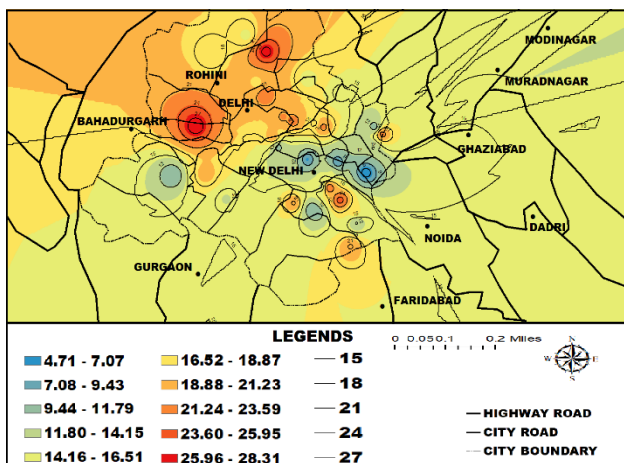 MODINAGAR
ROHINI
MURADNAGAR
DELHI
BAHADURGARH
GHAZIABAD
NEW DELHI
DADRI
NOIDA
GURGAON
FARIDABAD
LEGENDS
0 0.05 0.1 0.2 Miles
4.71 - 7.07
7.08 - 9.43
9.44 - 11.79
11.80 - 14.15
14.16 - 16.51
16.52 - 18.87
18.88 - 21.23
21.24 - 23.59
23.60 - 25.95
25.96 - 28.31
15
18
21
24
27
N
W E
S
HIGHWAY ROAD
CITY ROAD
CITY BOUNDARY